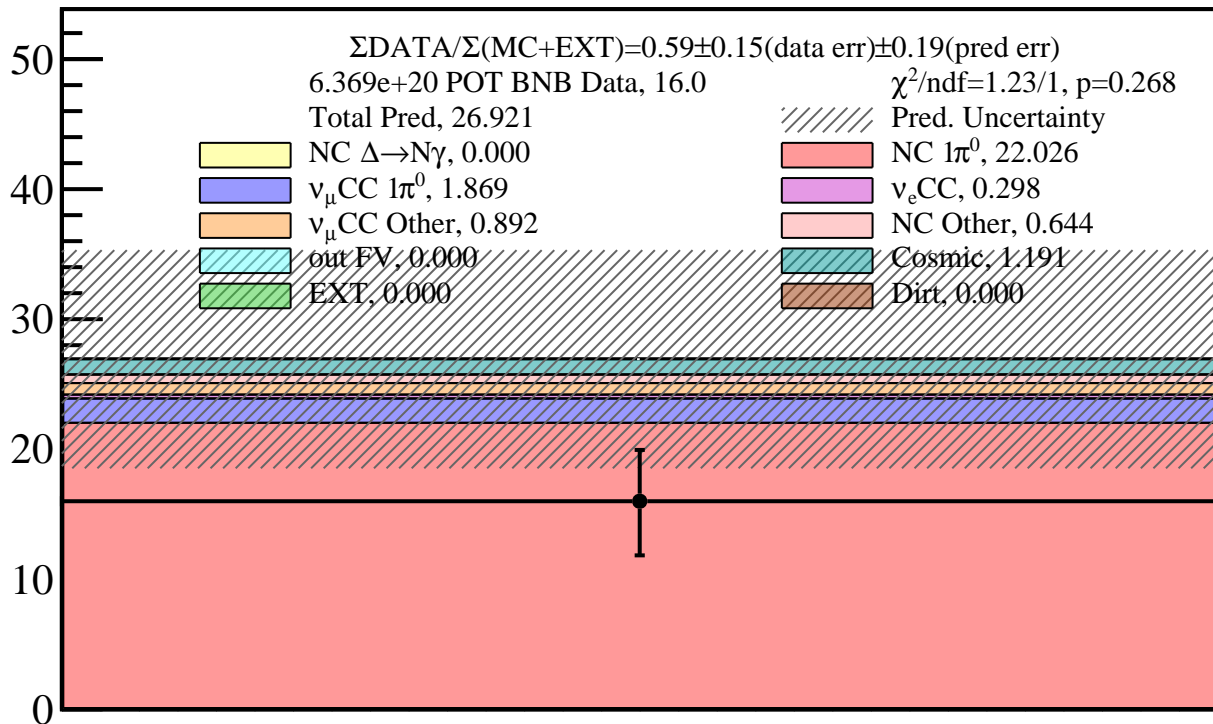 ΣDATA/Σ(MC+EXT)=0.59±0.15(data err)±0.19(pred err)
6.369e+20 POT BNB Data, 16.0
χ²/ndf=1.23/1, p=0.268
Total Pred, 26.921
Pred. Uncertainty
NC Δ→Nγ, 0.000
NC 1π⁰, 22.026
ν_μCC 1π⁰, 1.869
ν_eCC, 0.298
ν_μCC Other, 0.892
NC Other, 0.644
out FV, 0.000
Cosmic, 1.191
EXT, 0.000
Dirt, 0.000
50
40
30
20
10
0